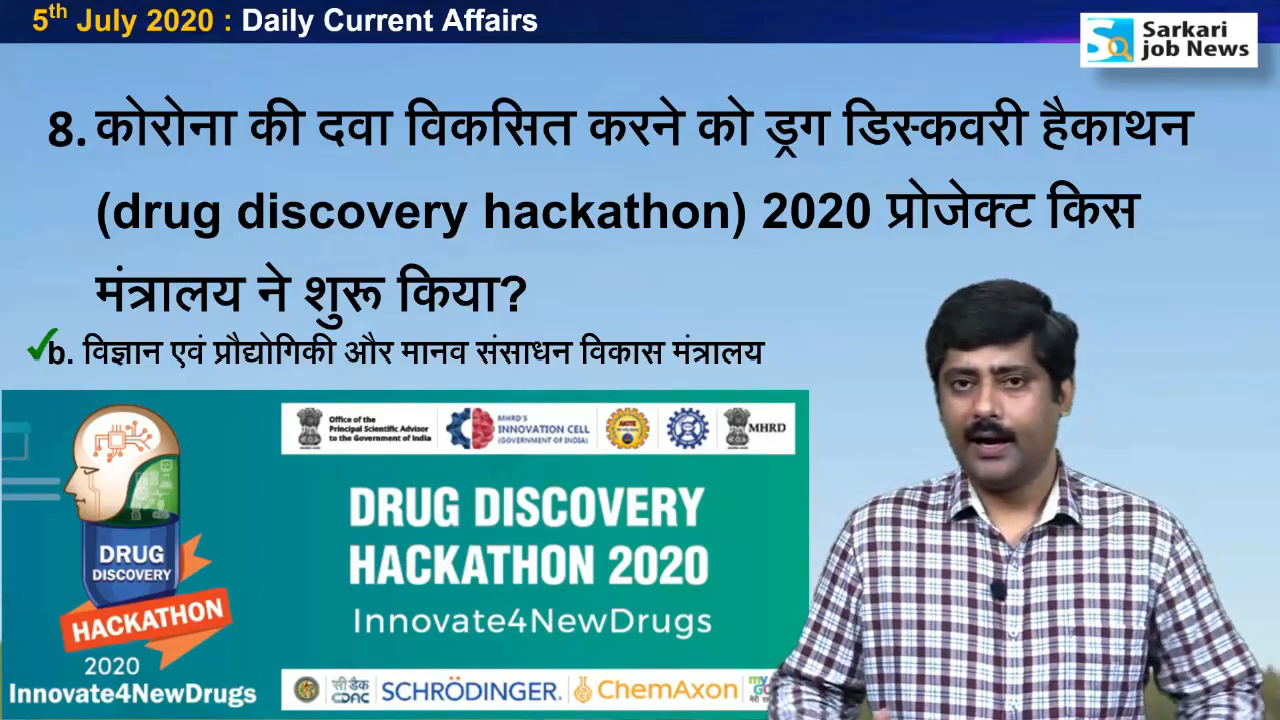 5th July 2020 : Daily Current Affairs
Sarkari
job News
8. कोरोना की दवा विकसित करने को ड्रग डिस्कवरी हैकाथन
(drug discovery hackathon) 2020 प्रोजेक्ट किस
मंत्रालय ने शुरू किया?
b. विज्ञान एवं प्रौद्योगिकी और मानव संसाधन विकास मंत्रालय
Office of the
Principal Scientific Advisor
to the Government of India
MHRD'S
INNOVATION CELL
(GOVERNMENT OF INDIA)
AICTE
MHRD
DRUG DISCOVERY
HACKATHON 2020
Innovate4NewDrugs
DRUG
DISCOVERY
HACKATHON
2020
Innovate4NewDrugs
सी डैक
CDAC
SCHRÖDINGER.
ChemAxon